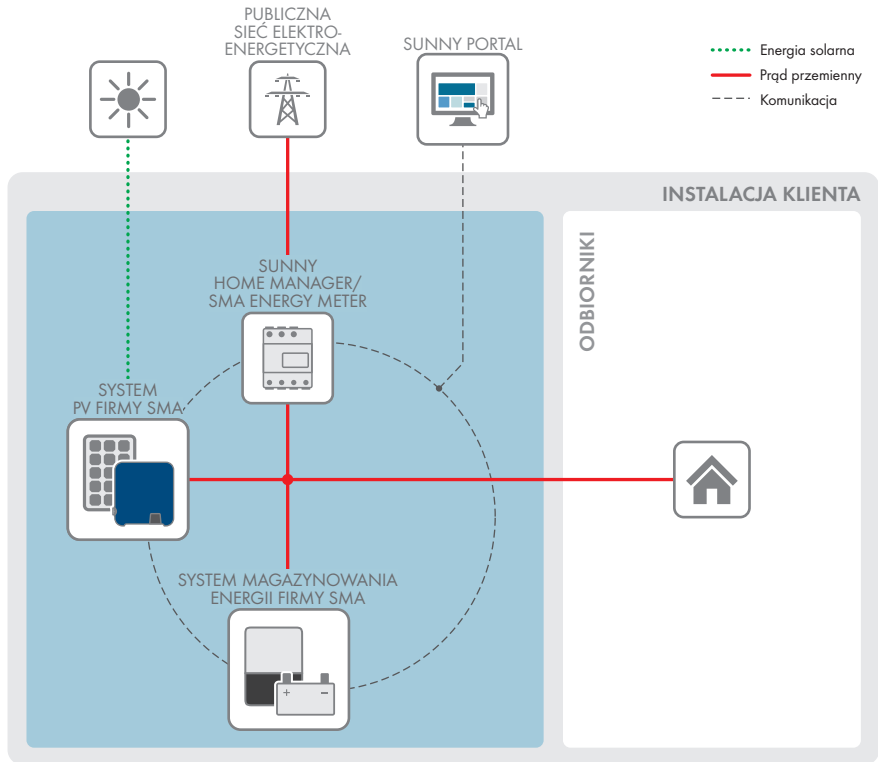 PUBLICZNA
SIEĆ ELEKTRO-
ENERGETYCZNA
SUNNY PORTAL
Energia solarna
Prąd przemienny
Komunikacja
INSTALACJA KLIENTA
ODBIORNIKI
SUNNY
HOME MANAGER/
SMA ENERGY METER
SYSTEM
PV FIRMY SMA
SYSTEM MAGAZYNOWANIA
ENERGII FIRMY SMA
+ −